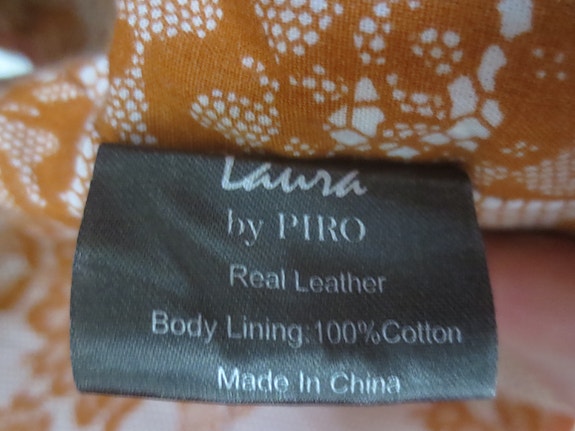 Laura
by PIRO
Real Leather
Body Lining:100%Cotton
Made In China